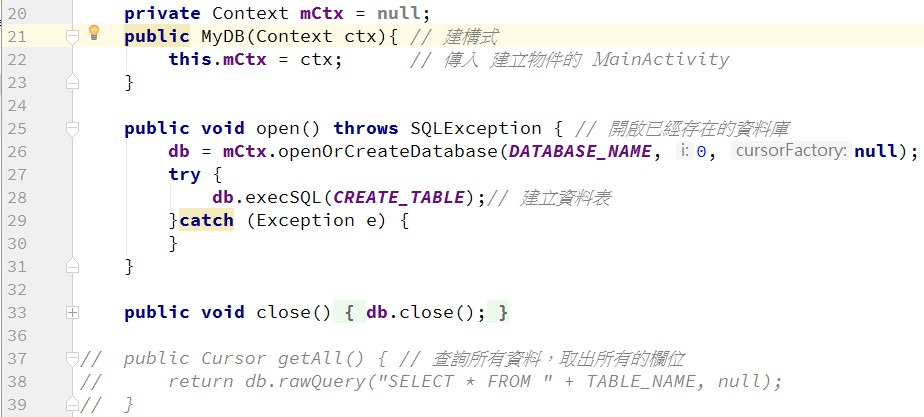 20 private Context mCtx = null;
21 public MyDB(Context ctx){ // 建構式
22 this.mCtx = ctx; // 傳入 建立物件的 MainActivity
23 }
24
25 public void open() throws SQLException { // 開啟已經存在的資料庫
26 db = mCtx.openOrCreateDatabase(DATABASE_NAME, i: 0, cursorFactory: null);
27 try {
28 db.execSQL(CREATE_TABLE);// 建立資料表
29 }catch (Exception e) {
30 }
31 }
32
33 public void close() { db.close(); }
36
37 // public Cursor getAll() { // 查詢所有資料，取出所有的欄位
38 // return db.rawQuery("SELECT * FROM " + TABLE_NAME, null);
39 // }